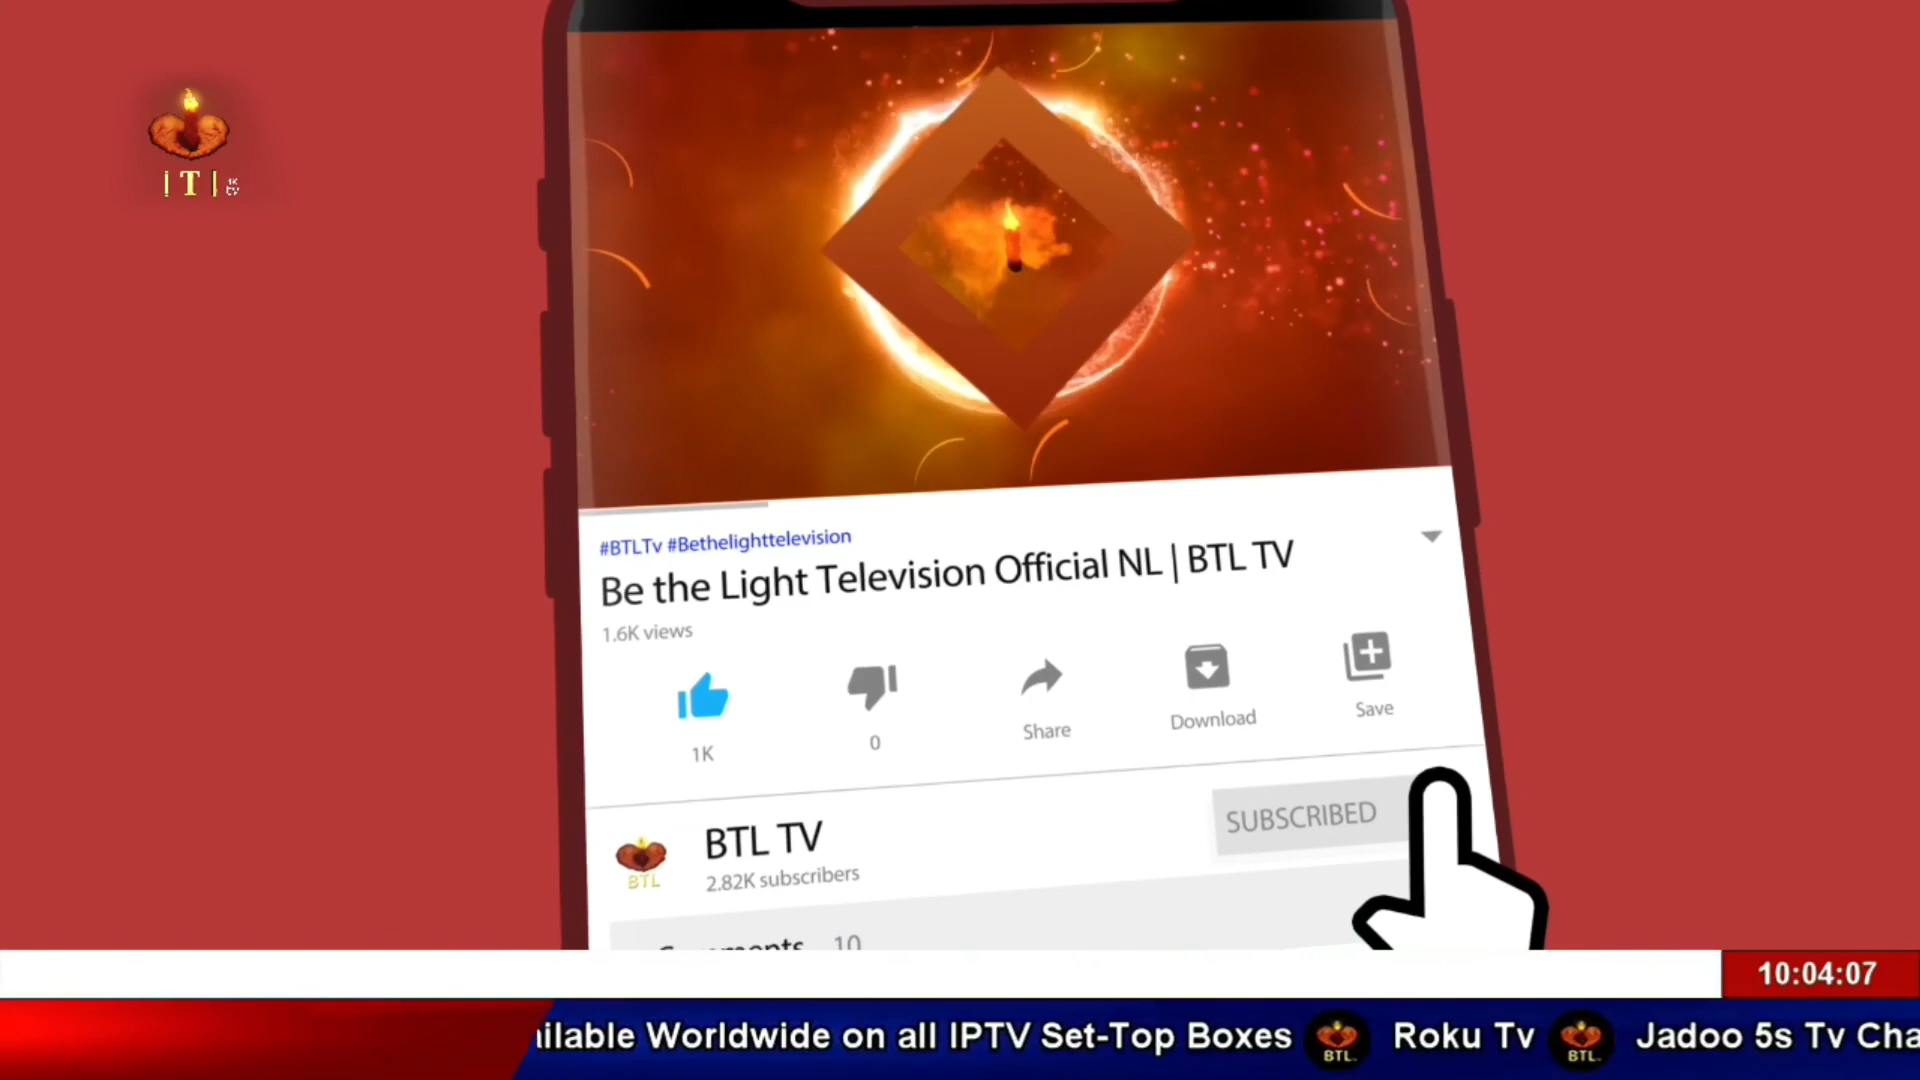 #BTLTv #Bethelighttelevision
Be the Light Television Official NL | BTL TV
1.6K views
1K
0
Share
Download
Save
BTL TV
2.82K subscribers
SUBSCRIBED
BTL
10
10:04:07
ilable Worldwide on all IPTV Set-Top Boxes BTL Roku Tv BTL Jadoo 5s Tv Cha